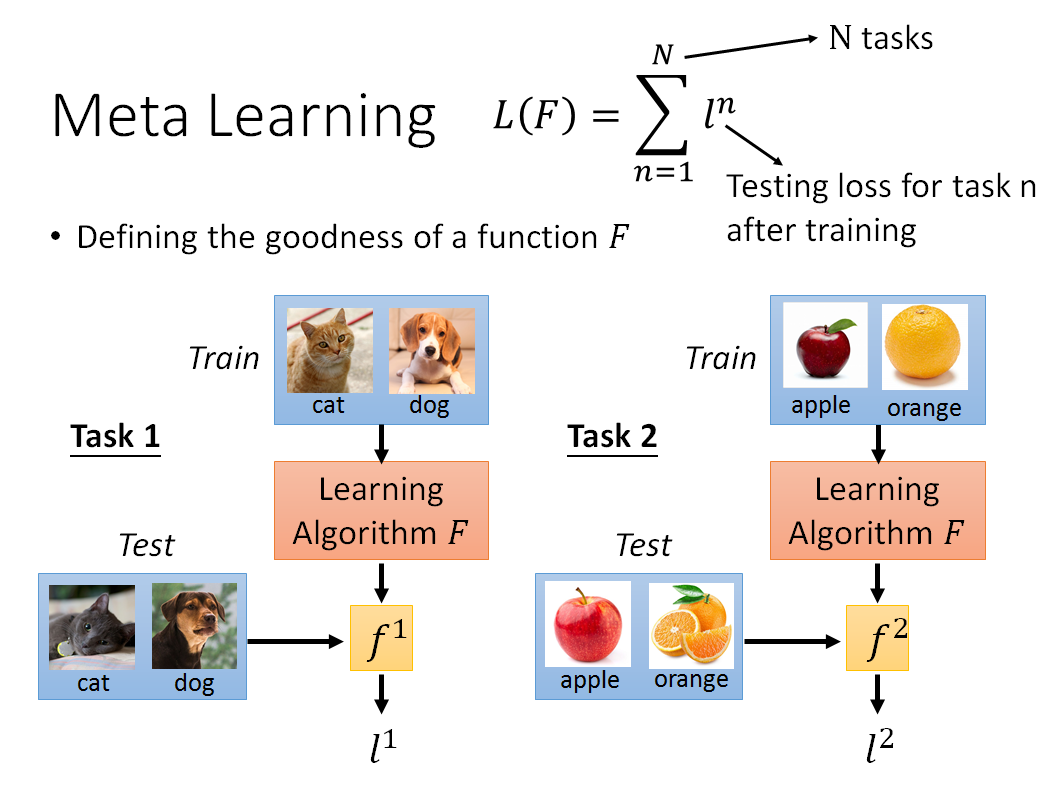 N tasks
Meta Learning
L(F) = ∑_{n=1}^{N} l^n
Testing loss for task n
after training
• Defining the goodness of a function F
Train
cat dog
Task 1
Learning
Algorithm F
Test
cat dog
f^1
l^1
Train
apple orange
Task 2
Learning
Algorithm F
Test
apple orange
f^2
l^2